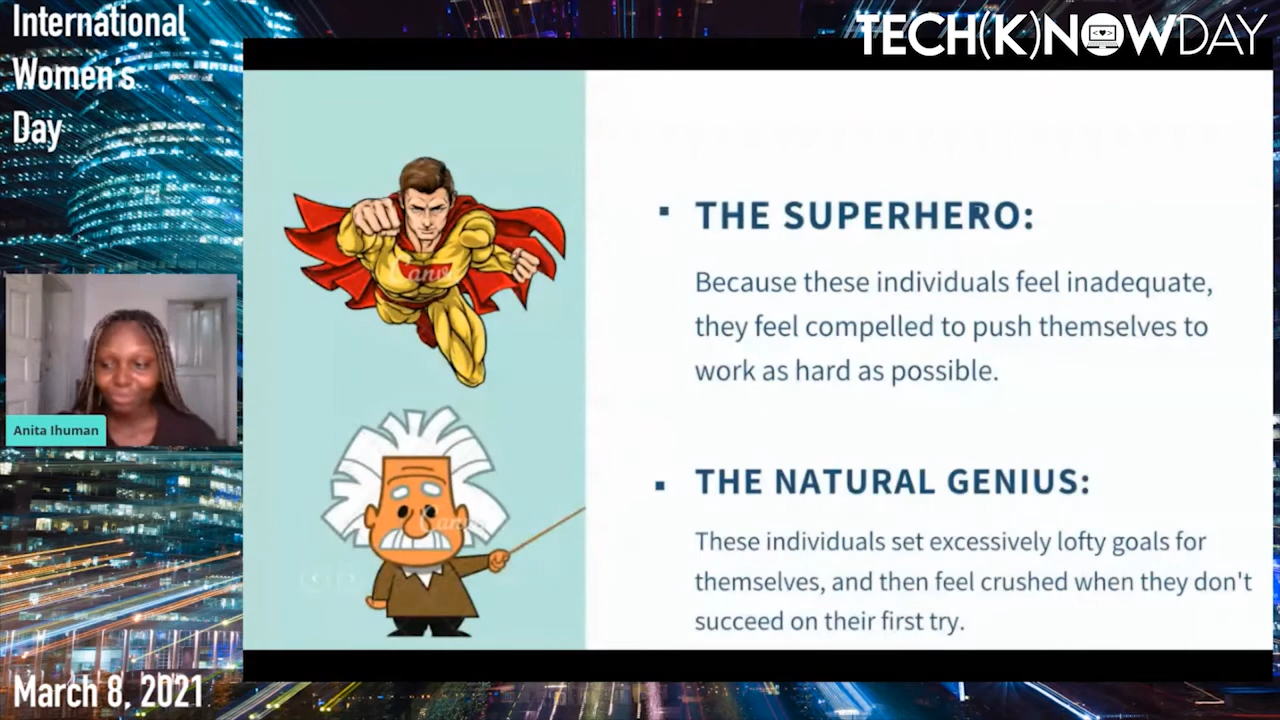 International
Women's
Day
TECH(K)NOWDAY
▪ THE SUPERHERO:
Because these individuals feel inadequate,
they feel compelled to push themselves to
work as hard as possible.
▪ THE NATURAL GENIUS:
These individuals set excessively lofty goals for
themselves, and then feel crushed when they don't
succeed on their first try.
Anita Ihuman
March 8, 2021